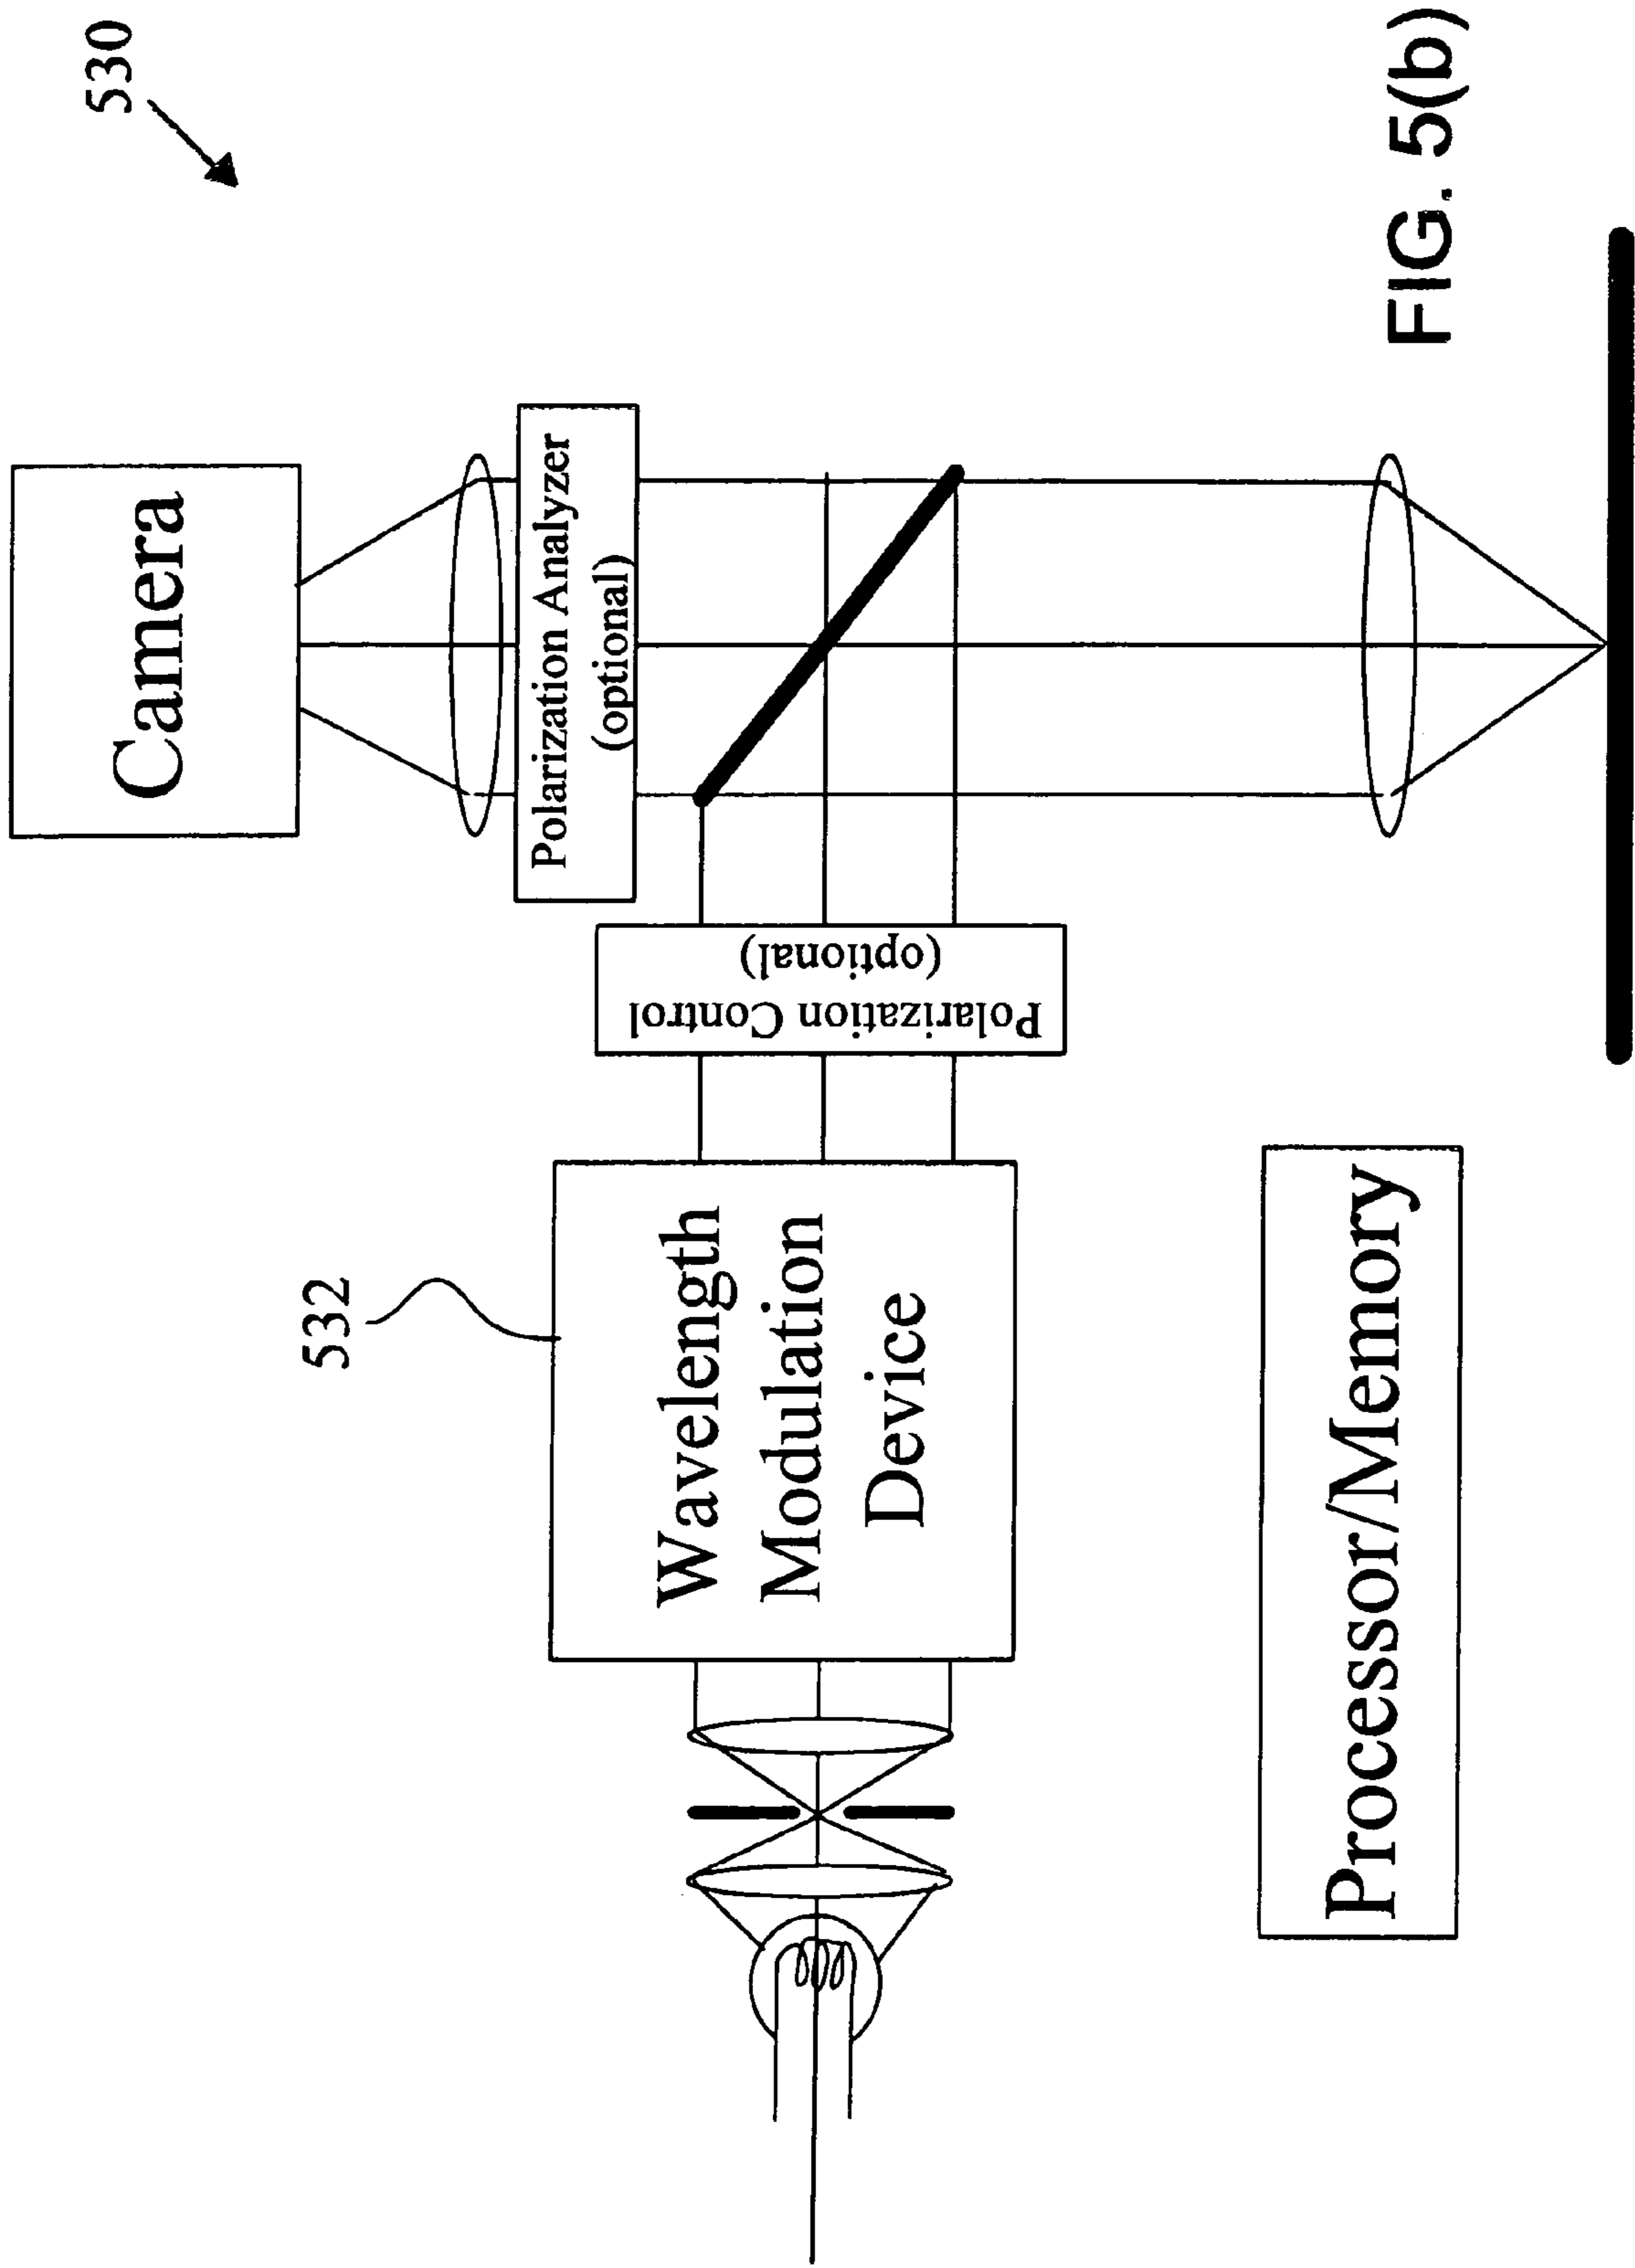 530
Camera
Polarization Analyzer
(optional)
Polarization Control
(optional)
532
Wavelength
Modulation
Device
Processor/Memory
FIG. 5(b)